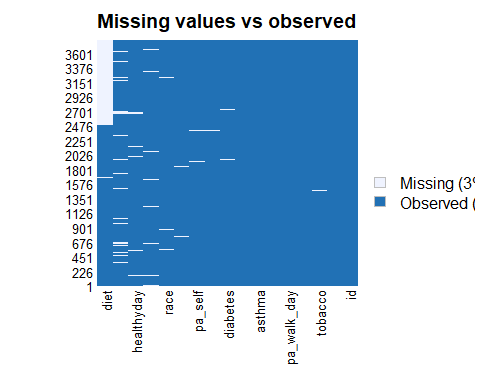 Missing values vs observed
3601
3376
3151
2926
2701
2476
2251
2026
1801
1576
1351
1126
901
676
451
226
1
Missing (3%
Observed (
diet
healthyday
race
pa_self
diabetes
asthma
pa_walk_day
tobacco
id